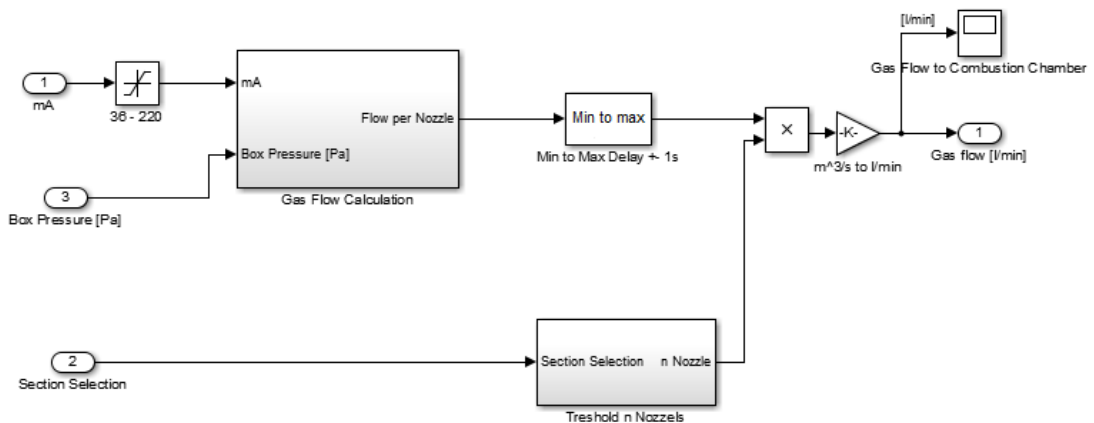 [l/min]
Gas Flow to Combustion Chamber
1
mA
36 - 220
mA
Flow per Nozzle
Box Pressure [Pa]
Gas Flow Calculation
Min to max
Min to Max Delay +- 1s
×
-K-
m^3/s to l/min
1
Gas flow [l/min]
3
Box Pressure [Pa]
2
Section Selection
Section Selection
n Nozzle
Treshold n Nozzels